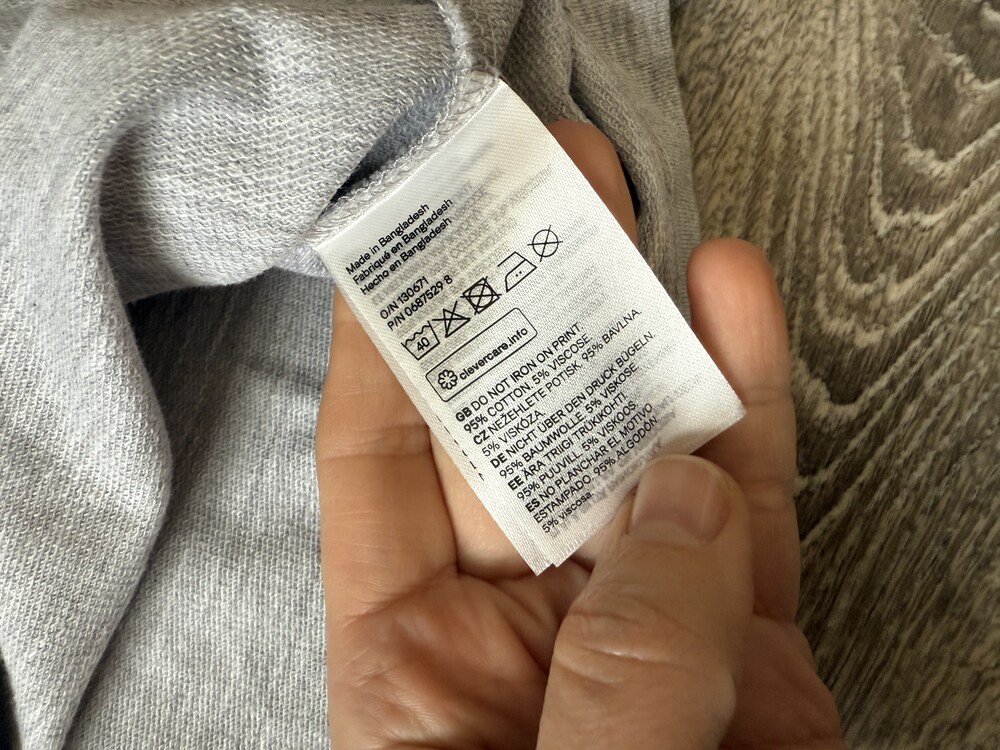 Made in Bangladesh
Fabriqué en Bangladesh
Hecho en Bangladesh
O/N 130671
P/N 0687529 8
40
clevercare.info
GB DO NOT IRON ON PRINT.
95% COTTON, 5% VISCOSE.
CZ NEŽEHLETE POTISK. 95% BAVLNA,
5% VISKÓZA.
DE NICHT ÜBER DEN DRUCK BÜGELN.
95% BAUMWOLLE, 5% VISKOSE.
EE ÄRA TRIIGI TRÜKKOHTI.
95% PUUVILL, 5% VISKOOS.
ES NO PLANCHAR EL MOTIVO
ESTAMPADO. 95% ALGODÓN,
5% viscosa.